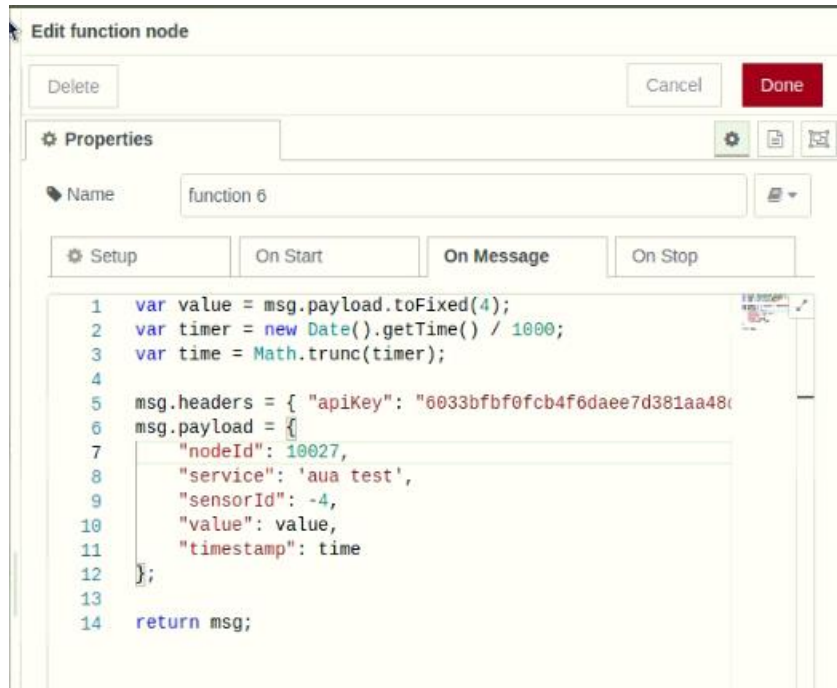 Edit function node
Delete Cancel Done
Properties
Name function 6
Setup On Start On Message On Stop
1 var value = msg.payload.toFixed(4);
2 var timer = new Date().getTime() / 1000;
3 var time = Math.trunc(timer);
4
5 msg.headers = { "apiKey": "6033bfbf0fcb4f6daee7d381aa48
6 msg.payload = {
7 "nodeId": 10027,
8 "service": 'aua test',
9 "sensorId": -4,
10 "value": value,
11 "timestamp": time
12 };
13
14 return msg;